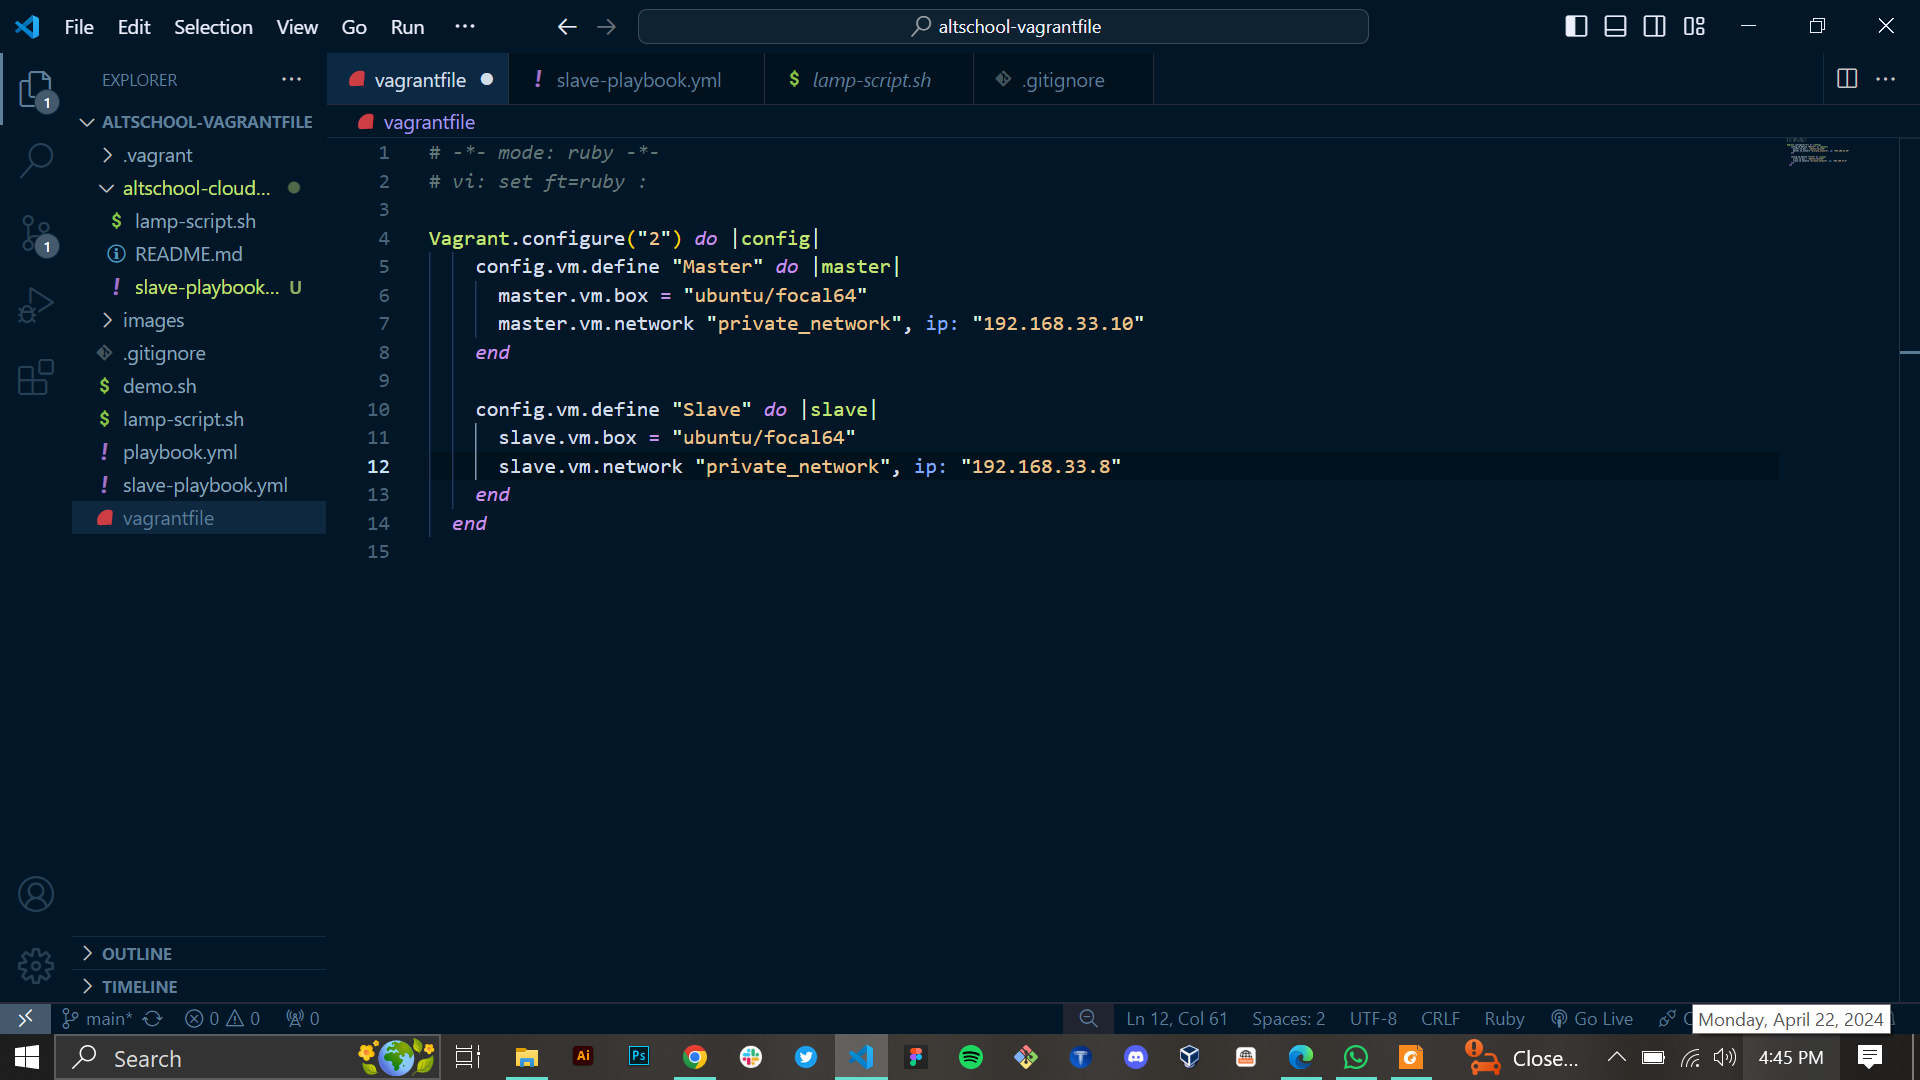 File Edit Selection View Go Run ···
altschool-vagrantfile
EXPLORER ···
ALTSCHOOL-VAGRANTFILE
.vagrant
altschool-cloud...
$ lamp-script.sh
README.md
! slave-playbook... U
images
.gitignore
$ demo.sh
$ lamp-script.sh
! playbook.yml
! slave-playbook.yml
vagrantfile
OUTLINE
TIMELINE
1
1
vagrantfile
! slave-playbook.yml
$ lamp-script.sh
.gitignore
vagrantfile
1 # -*- mode: ruby -*-
2 # vi: set ft=ruby :
3
4 Vagrant.configure("2") do |config|
5 config.vm.define "Master" do |master|
6 master.vm.box = "ubuntu/focal64"
7 master.vm.network "private_network", ip: "192.168.33.10"
8 end
9
10 config.vm.define "Slave" do |slave|
11 slave.vm.box = "ubuntu/focal64"
12 slave.vm.network "private_network", ip: "192.168.33.8"
13 end
14 end
15
main* 0 0 0
Ln 12, Col 61 Spaces: 2 UTF-8 CRLF Ruby Go Live
Monday, April 22, 2024
Search
Ai
Ps
Close...
4:45 PM